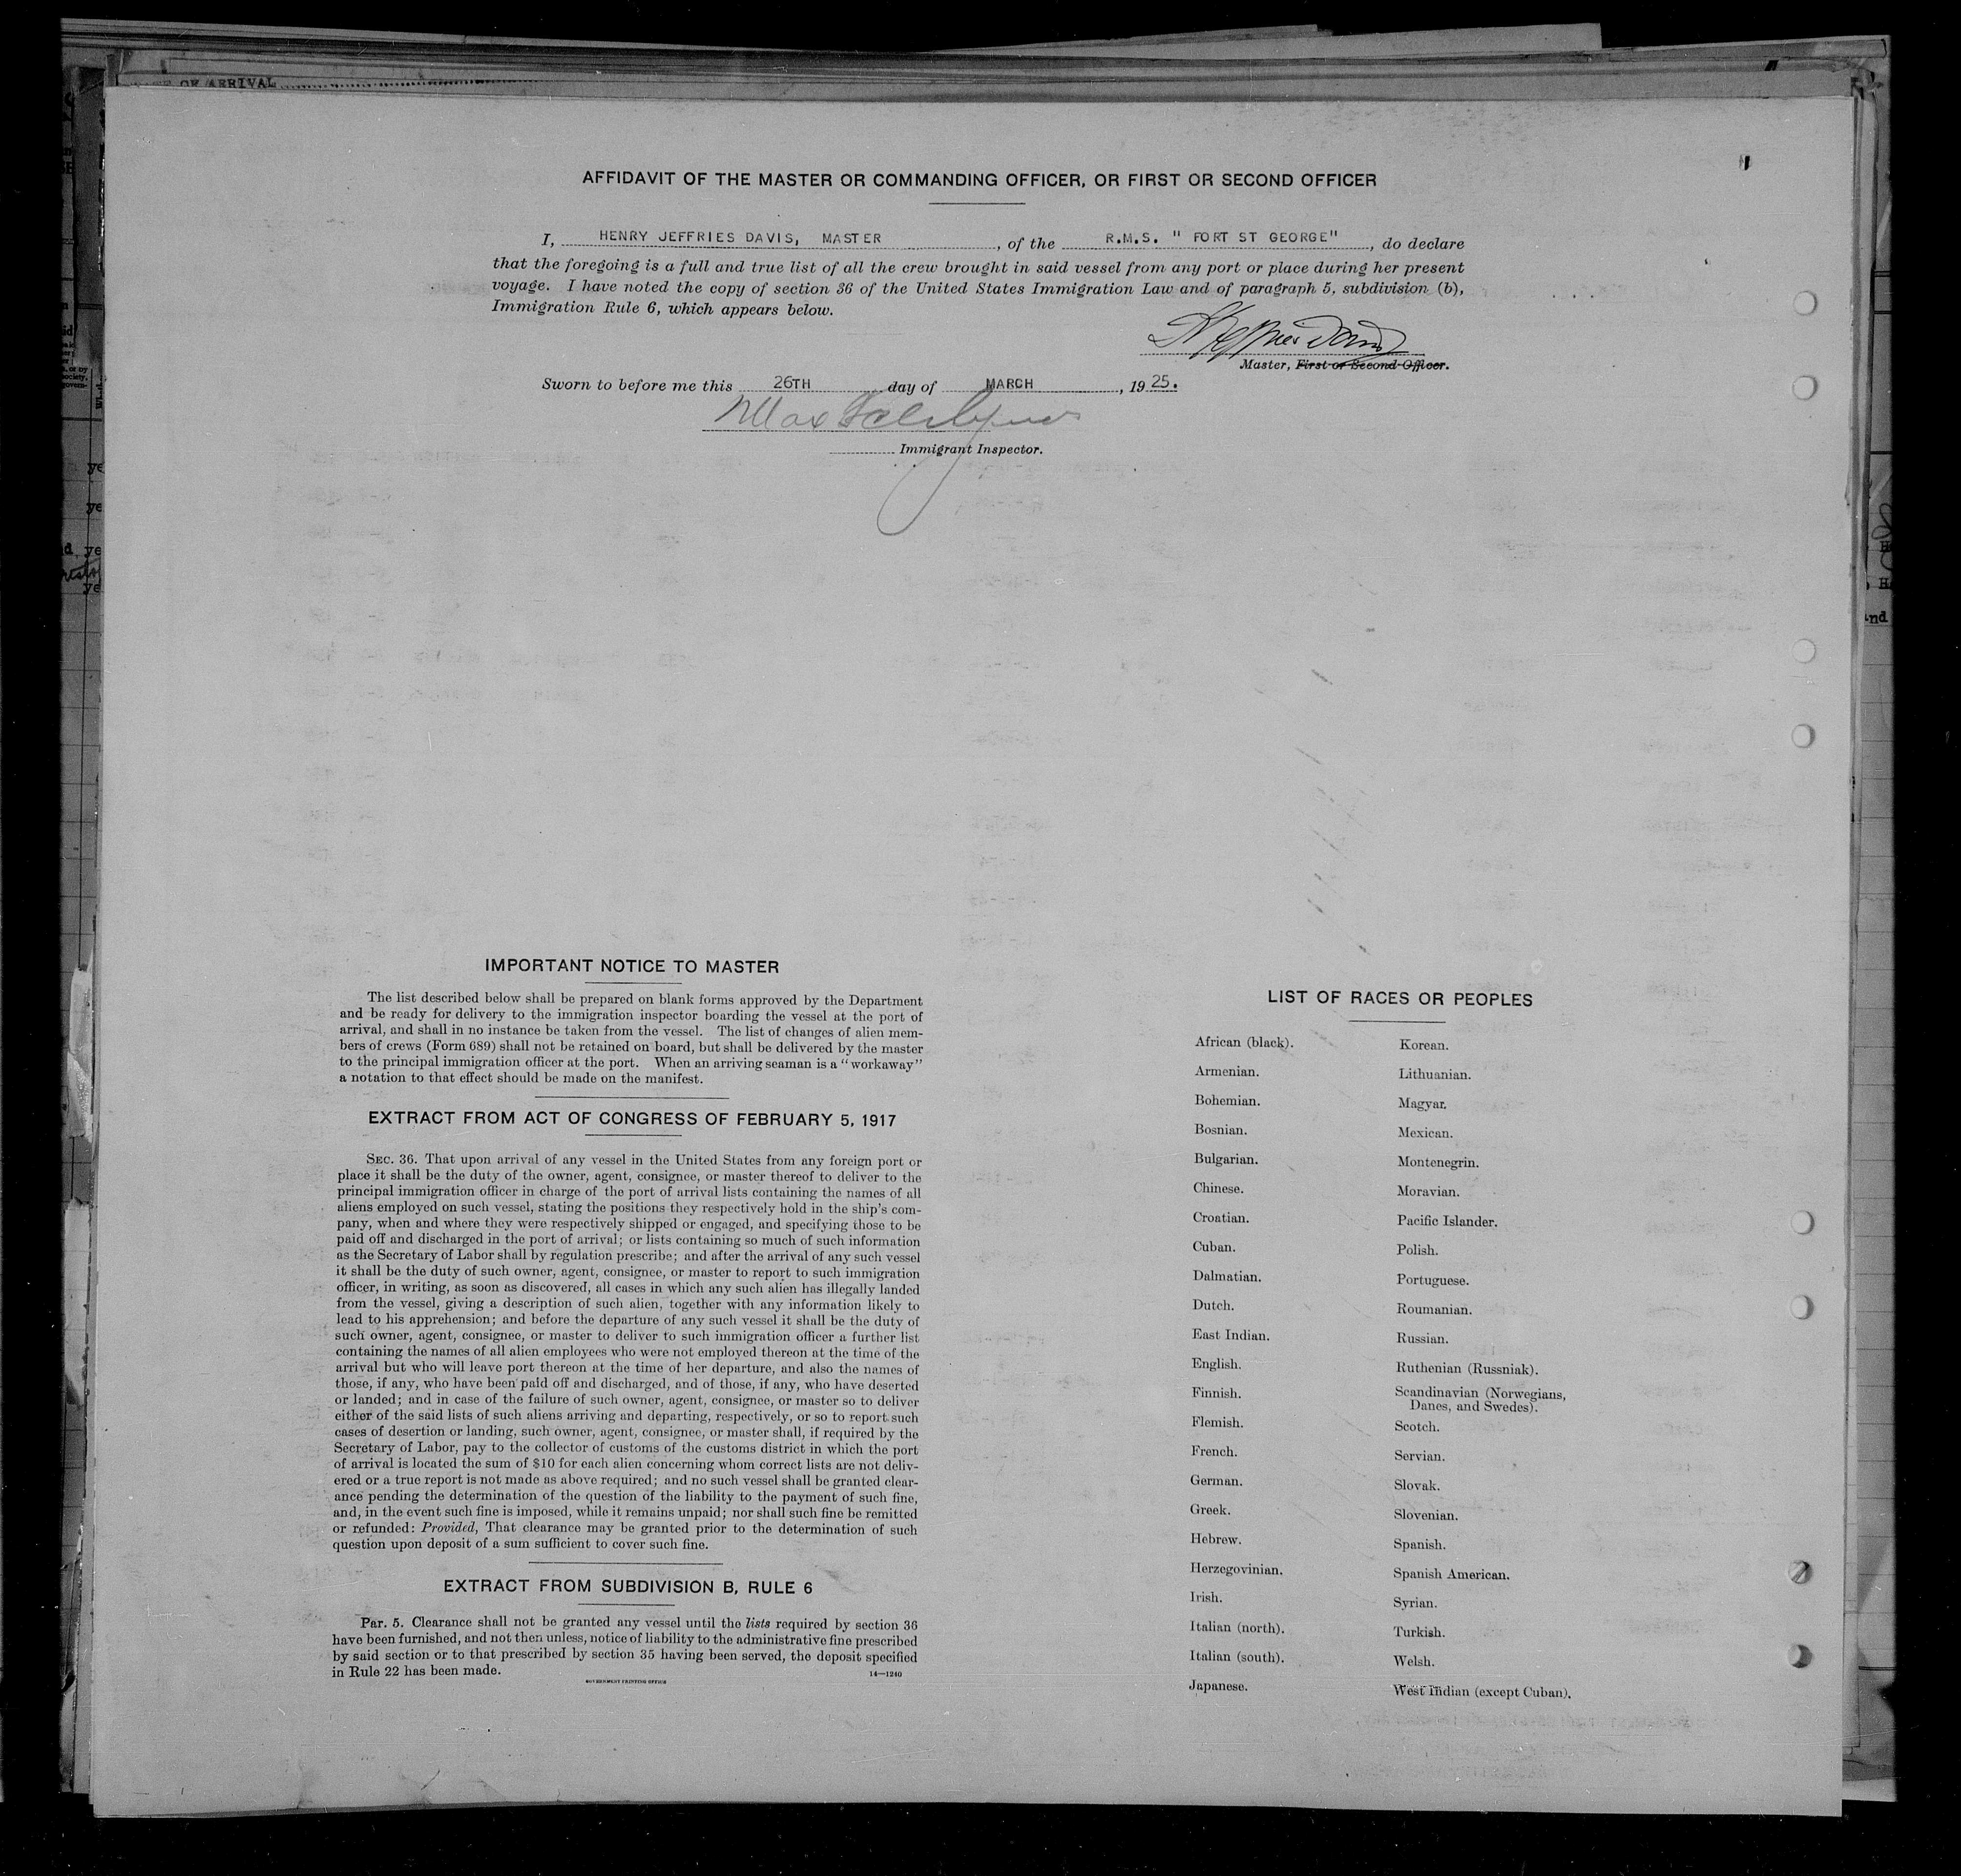 OF ARRIVAL
AFFIDAVIT OF THE MASTER OR COMMANDING OFFICER, OR FIRST OR SECOND OFFICER
I, HENRY JEFFRIES DAVIS, MASTER, of the R.M.S. " FORT ST GEORGE", do declare
that the foregoing is a full and true list of all the crew brought in said vessel from any port or place during her present
voyage. I have noted the copy of section 36 of the United States Immigration Law and of paragraph 5, subdivision (b),
Immigration Rule 6, which appears below.
Master, First or Second Officer.
Sworn to before me this 26TH day of MARCH, 1925.
Max
Immigrant Inspector.
IMPORTANT NOTICE TO MASTER
The list described below shall be prepared on blank forms approved by the Department
and be ready for delivery to the immigration inspector boarding the vessel at the port of
arrival, and shall in no instance be taken from the vessel. The list of changes of alien mem-
bers of crews (Form 689) shall not be retained on board, but shall be delivered by the master
to the principal immigration officer at the port. When an arriving seaman is a "workaway"
a notation to that effect should be made on the manifest.
EXTRACT FROM ACT OF CONGRESS OF FEBRUARY 5, 1917
SEC. 36. That upon arrival of any vessel in the United States from any foreign port or
place it shall be the duty of the owner, agent, consignee, or master thereof to deliver to the
principal immigration officer in charge of the port of arrival lists containing the names of all
aliens employed on such vessel, stating the positions they respectively hold in the ship's com-
pany, when and where they were respectively shipped or engaged, and specifying those to be
paid off and discharged in the port of arrival; or lists containing so much of such information
as the Secretary of Labor shall by regulation prescribe; and after the arrival of any such vessel
it shall be the duty of such owner, agent, consignee, or master to report to such immigration
officer, in writing, as soon as discovered, all cases in which any such alien has illegally landed
from the vessel, giving a description of such alien, together with any information likely to
lead to his apprehension; and before the departure of any such vessel it shall be the duty of
such owner, agent, consignee, or master to deliver to such immigration officer a further list
containing the names of all alien employees who were not employed thereon at the time of the
arrival but who will leave port thereon at the time of her departure, and also the names of
those, if any, who have been paid off and discharged, and of those, if any, who have deserted
or landed; and in case of the failure of such owner, agent, consignee, or master so to deliver
either of the said lists of such aliens arriving and departing, respectively, or so to report such
cases of desertion or landing, such owner, agent, consignee, or master shall, if required by the
Secretary of Labor, pay to the collector of customs of the customs district in which the port
of arrival is located the sum of $10 for each alien concerning whom correct lists are not deliv-
ered or a true report is not made as above required; and no such vessel shall be granted clear-
ance pending the determination of the question of the liability to the payment of such fine,
and, in the event such fine is imposed, while it remains unpaid; nor shall such fine be remitted
or refunded: Provided, That clearance may be granted prior to the determination of such
question upon deposit of a sum sufficient to cover such fine.
EXTRACT FROM SUBDIVISION B, RULE 6
Par. 5. Clearance shall not be granted any vessel until the lists required by section 36
have been furnished, and not then unless, notice of liability to the administrative fine prescribed
by said section or to that prescribed by section 35 having been served, the deposit specified
in Rule 22 has been made.
14—1240
GOVERNMENT PRINTING OFFICE
LIST OF RACES OR PEOPLES
African (black).
Armenian.
Bohemian.
Bosnian.
Bulgarian.
Chinese.
Croatian.
Cuban.
Dalmatian.
Dutch.
East Indian.
English.
Finnish.
Flemish.
French.
German.
Greek.
Hebrew.
Herzegovinian.
Irish.
Italian (north).
Italian (south).
Japanese.
Korean.
Lithuanian.
Magyar.
Mexican.
Montenegrin.
Moravian.
Pacific Islander.
Polish.
Portuguese.
Roumanian.
Russian.
Ruthenian (Russniak).
Scandinavian (Norwegians,
Danes, and Swedes).
Scotch.
Servian.
Slovak.
Slovenian.
Spanish.
Spanish American.
Syrian.
Turkish.
Welsh.
West Indian (except Cuban).